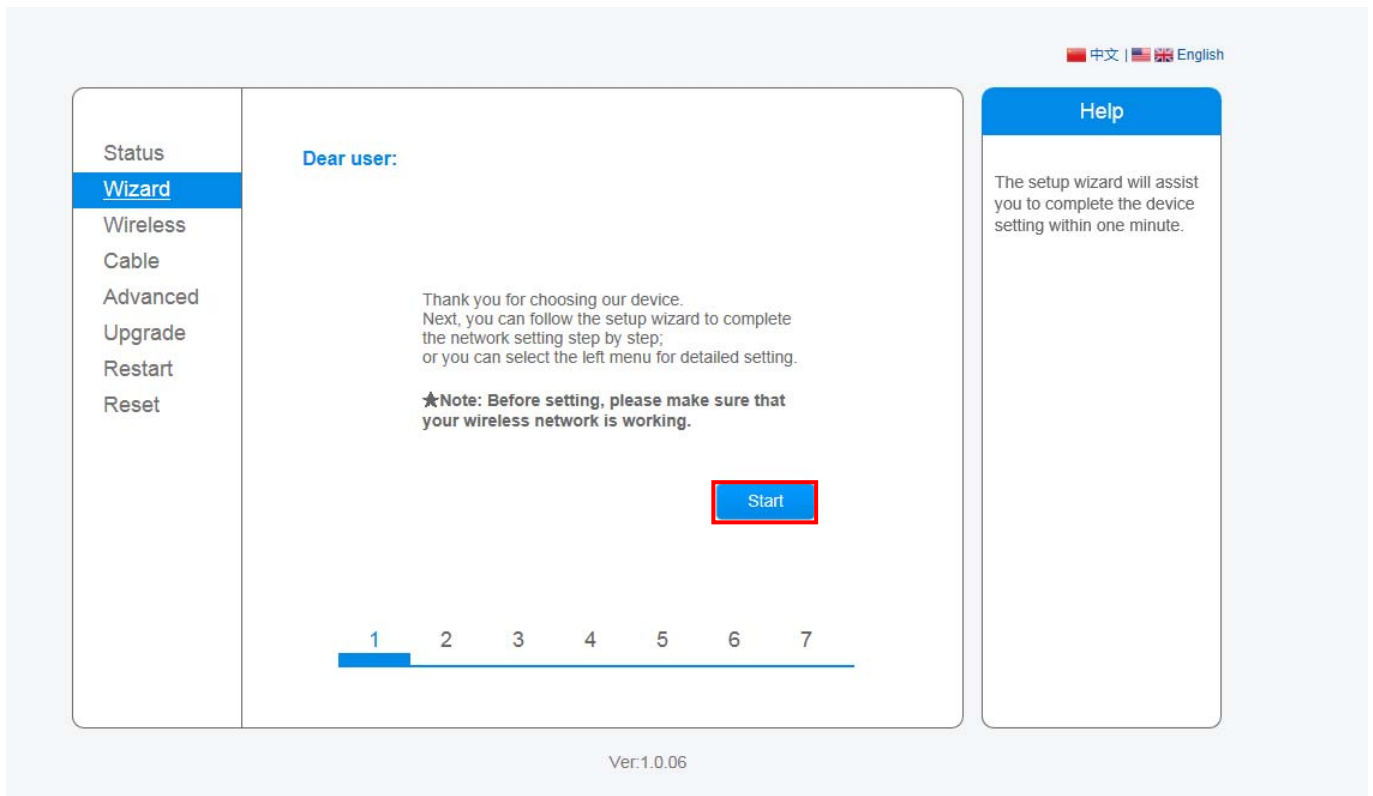 中文 | English
Help
Status
Wizard
Wireless
Cable
Advanced
Upgrade
Restart
Reset
Dear user:
Thank you for choosing our device.
Next, you can follow the setup wizard to complete
the network setting step by step;
or you can select the left menu for detailed setting.
★Note: Before setting, please make sure that
your wireless network is working.
Start
1 2 3 4 5 6 7
The setup wizard will assist
you to complete the device
setting within one minute.
Ver:1.0.06